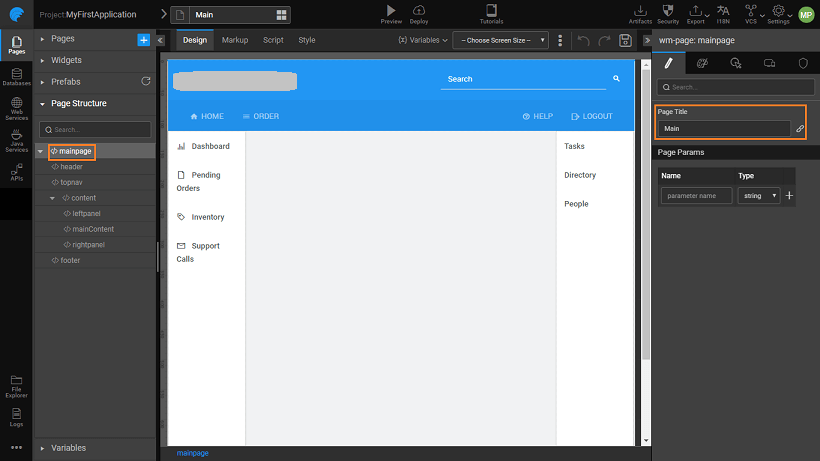 Project:MyFirstApplication
Main
Preview
Deploy
Tutorials
Artifacts
Security
Export
I18N
VCS
Settings
MP
Pages
Databases
Web
Services
Java
Services
APIs
File
Explorer
Logs
Pages
Widgets
Prefabs
Page Structure
Search...
mainpage
header
topnav
content
leftpanel
mainContent
rightpanel
footer
Variables
Design
Markup
Script
Style
(x) Variables
-- Choose Screen Size --
Search
HOME
ORDER
HELP
LOGOUT
Dashboard
Pending
Orders
Inventory
Support
Calls
Tasks
Directory
People
mainpage
wm-page: mainpage
Search...
Page Title
Main
Page Params
Name
Type
parameter name
string